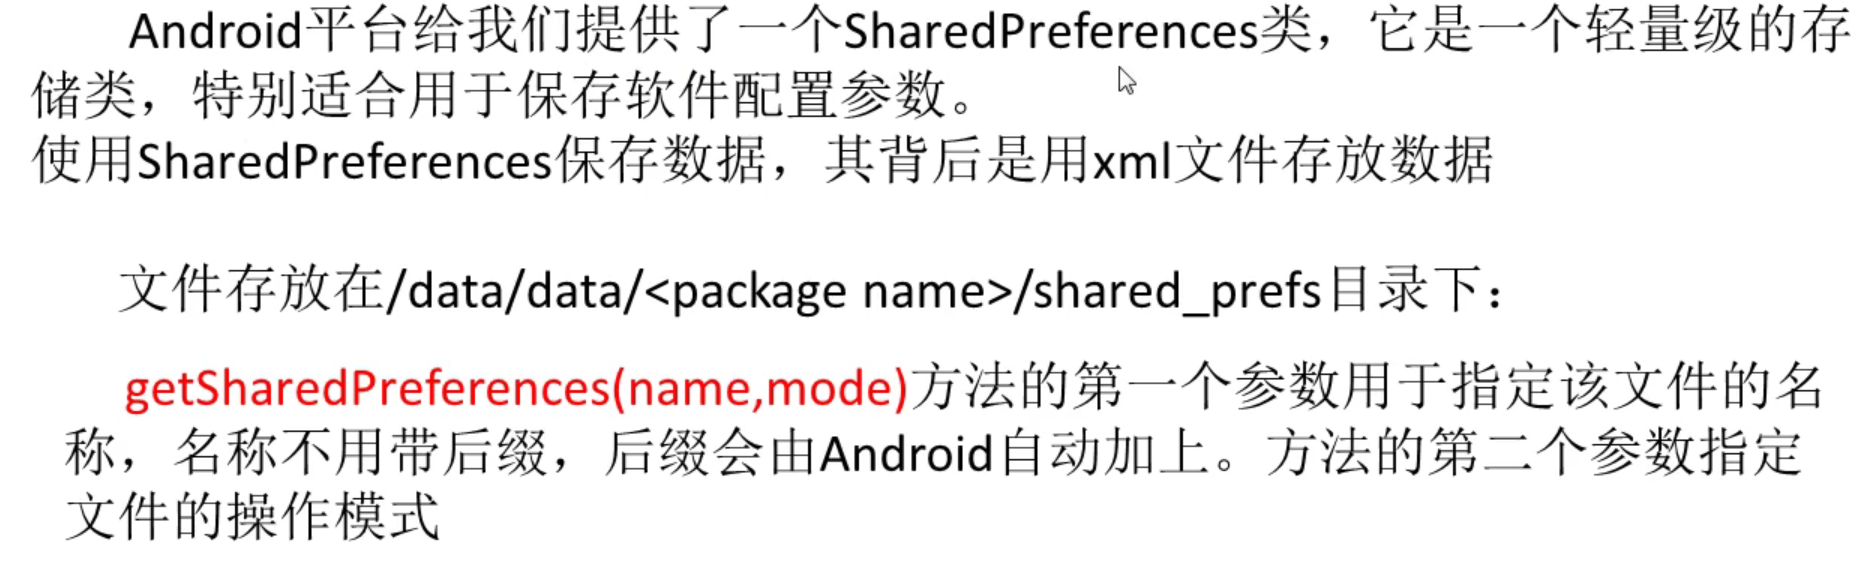 Android平台给我们提供了一个SharedPreferences类，它是一个轻量级的存
储类，特别适合用于保存软件配置参数。
使用SharedPreferences保存数据，其背后是用xml文件存放数据
文件存放在/data/data/<package name>/shared_prefs目录下：
getSharedPreferences(name,mode)方法的第一个参数用于指定该文件的名
称，名称不用带后缀，后缀会由Android自动加上。方法的第二个参数指定
文件的操作模式